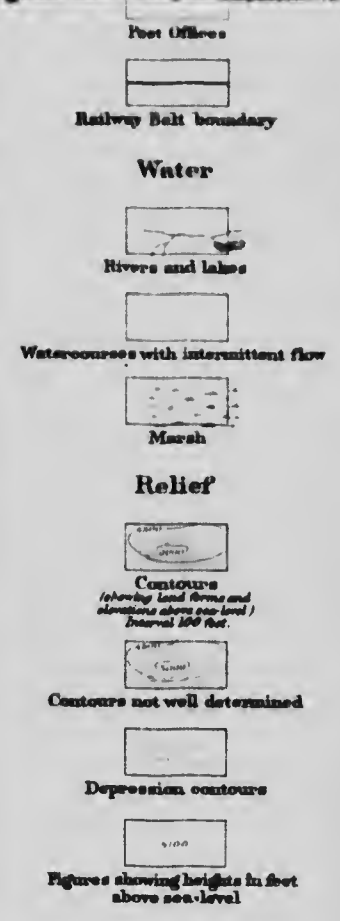 Post Offices
Railway Belt boundary
Water
Rivers and lakes
Watercourses with intermittent flow
Marsh
Relief
Contours
(showing land forms and
elevations above sea-level)
Interval 100 feet.
Contours not well determined
Depression contours
Figures showing heights in feet
above sea-level